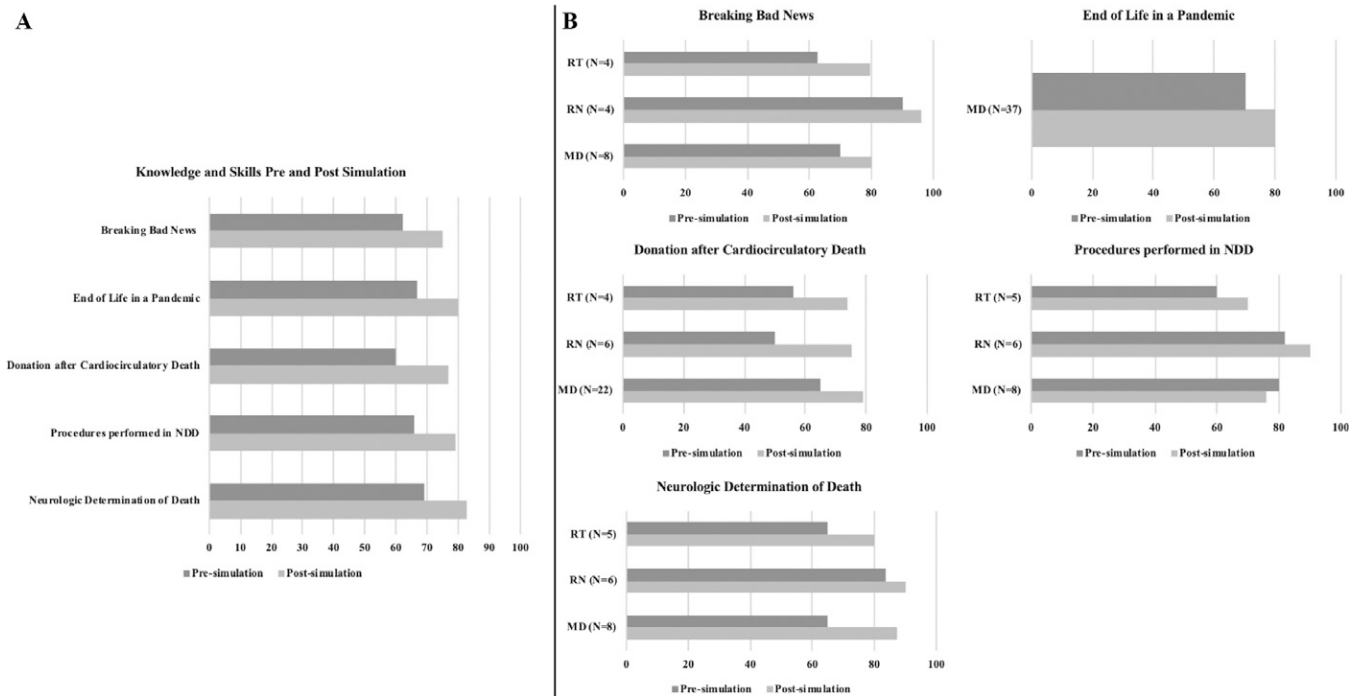 A
Knowledge and Skills Pre and Post Simulation
Breaking Bad News
End of Life in a Pandemic
Donation after Cardiocirculatory Death
Procedures performed in NDD
Neurologic Determination of Death
0 10 20 30 40 50 60 70 80 90 100
Pre-simulation Post-simulation
B
Breaking Bad News
RT (N=4)
RN (N=4)
MD (N=8)
0 20 40 60 80 100
Pre-simulation Post-simulation
End of Life in a Pandemic
MD (N=37)
0 20 40 60 80 100
Pre-simulation Post-simulation
Donation after Cardiocirculatory Death
RT (N=4)
RN (N=6)
MD (N=22)
0 20 40 60 80 100
Pre-simulation Post-simulation
Procedures performed in NDD
RT (N=5)
RN (N=6)
MD (N=8)
0 20 40 60 80 100
Pre-simulation Post-simulation
Neurologic Determination of Death
RT (N=5)
RN (N=6)
MD (N=8)
0 20 40 60 80 100
Pre-simulation Post-simulation